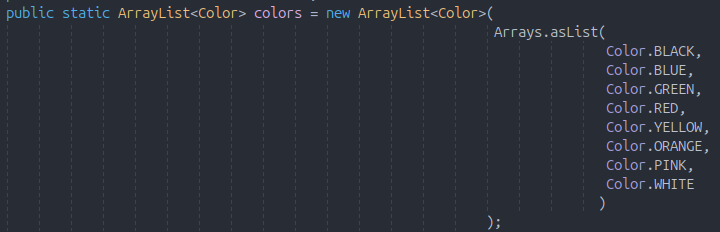 public static ArrayList<Color> colors = new ArrayList<Color>(
Arrays.asList(
Color.BLACK,
Color.BLUE,
Color.GREEN,
Color.RED,
Color.YELLOW,
Color.ORANGE,
Color.PINK,
Color.WHITE
)
);